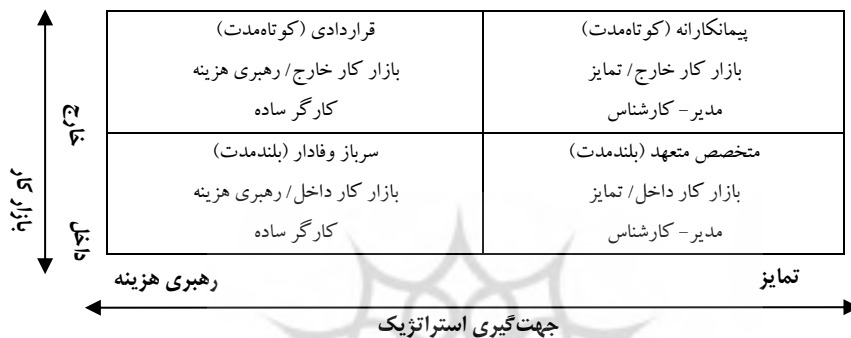 پیمانکارانه (کوتاه‌مدت)
بازار کار خارج/ تمایز
مدیر- کارشناس
قراردادی (کوتاه‌مدت)
بازار کار خارج/ رهبری هزینه
کارگر ساده
متخصص متعهد (بلندمدت)
بازار کار داخل/ تمایز
مدیر- کارشناس
سرباز وفادار (بلندمدت)
بازار کار داخل/ رهبری هزینه
کارگر ساده
خارج
داخل
بازار کار
تمایز
رهبری هزینه
جهت‌گیری استراتژیک